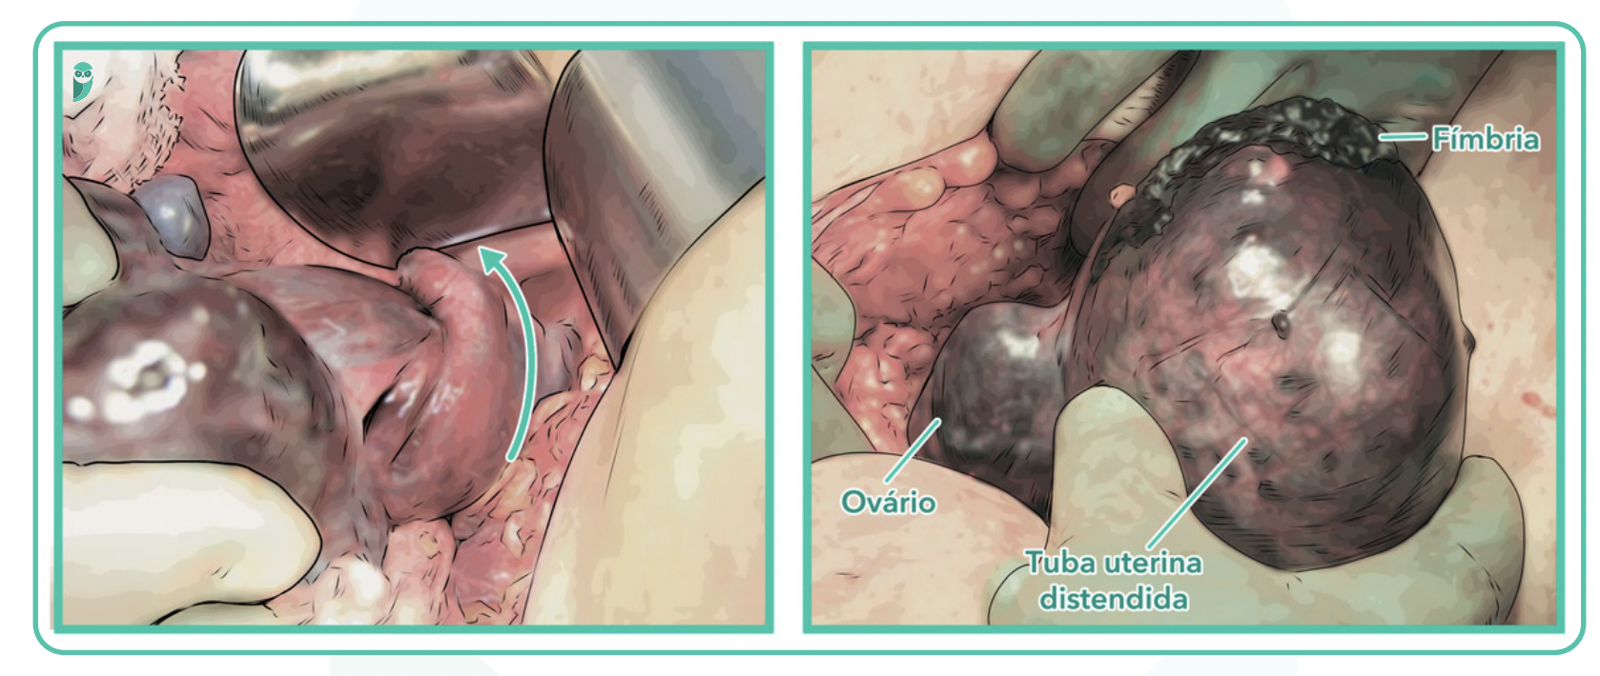 Fímbria
Ovário
Tuba uterina
distendida